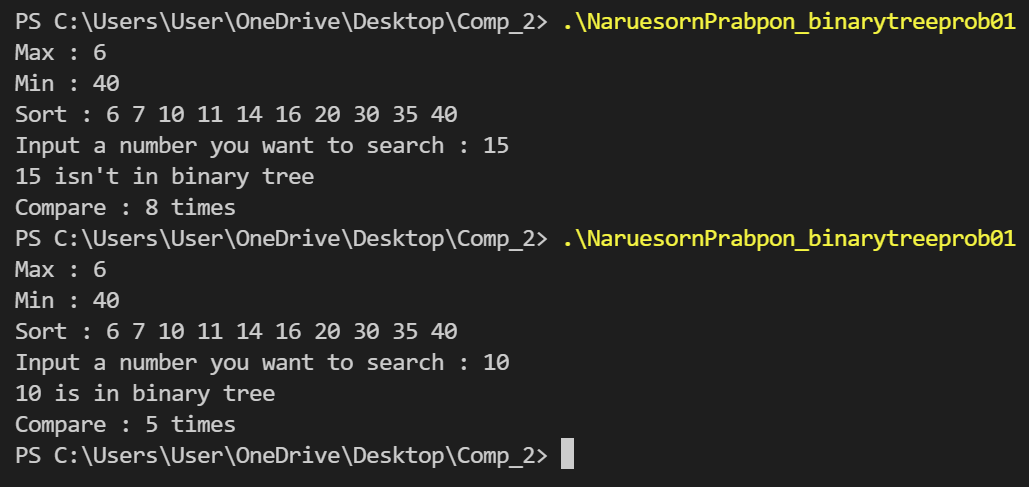 PS C:\Users\User\OneDrive\Desktop\Comp_2> .\NaruesornPrabpon_binarytreeprob01
Max : 6
Min : 40
Sort : 6 7 10 11 14 16 20 30 35 40
Input a number you want to search : 15
15 isn't in binary tree
Compare : 8 times
PS C:\Users\User\OneDrive\Desktop\Comp_2> .\NaruesornPrabpon_binarytreeprob01
Max : 6
Min : 40
Sort : 6 7 10 11 14 16 20 30 35 40
Input a number you want to search : 10
10 is in binary tree
Compare : 5 times
PS C:\Users\User\OneDrive\Desktop\Comp_2>